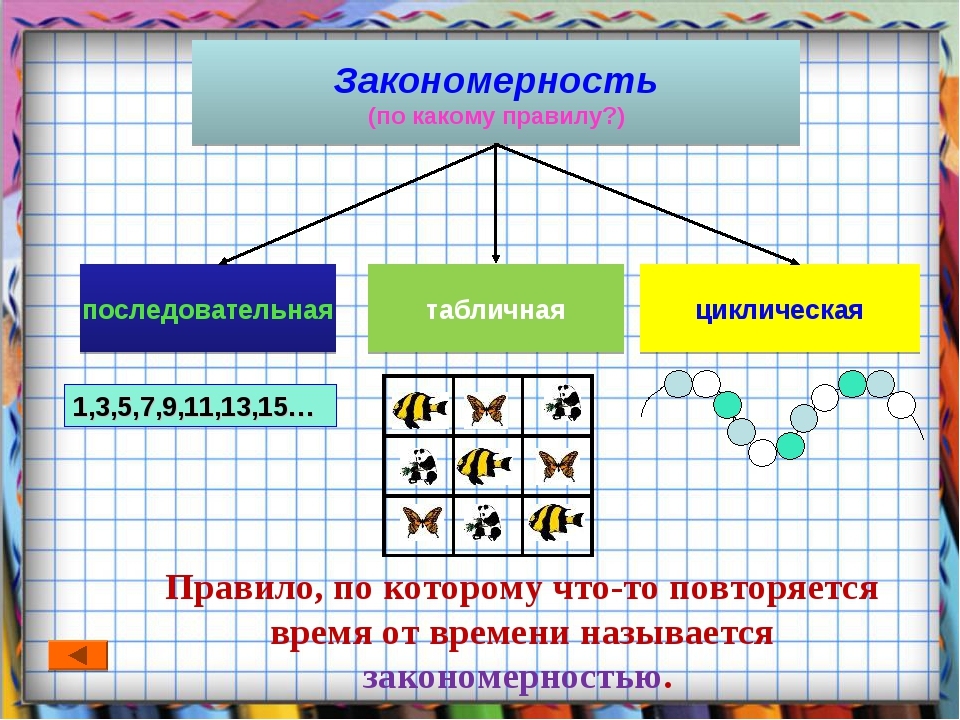 Закономерность
(по какому правилу?)
последовательная
табличная
циклическая
1,3,5,7,9,11,13,15…
Правило, по которому что-то повторяется
время от времени называется
закономерностью.